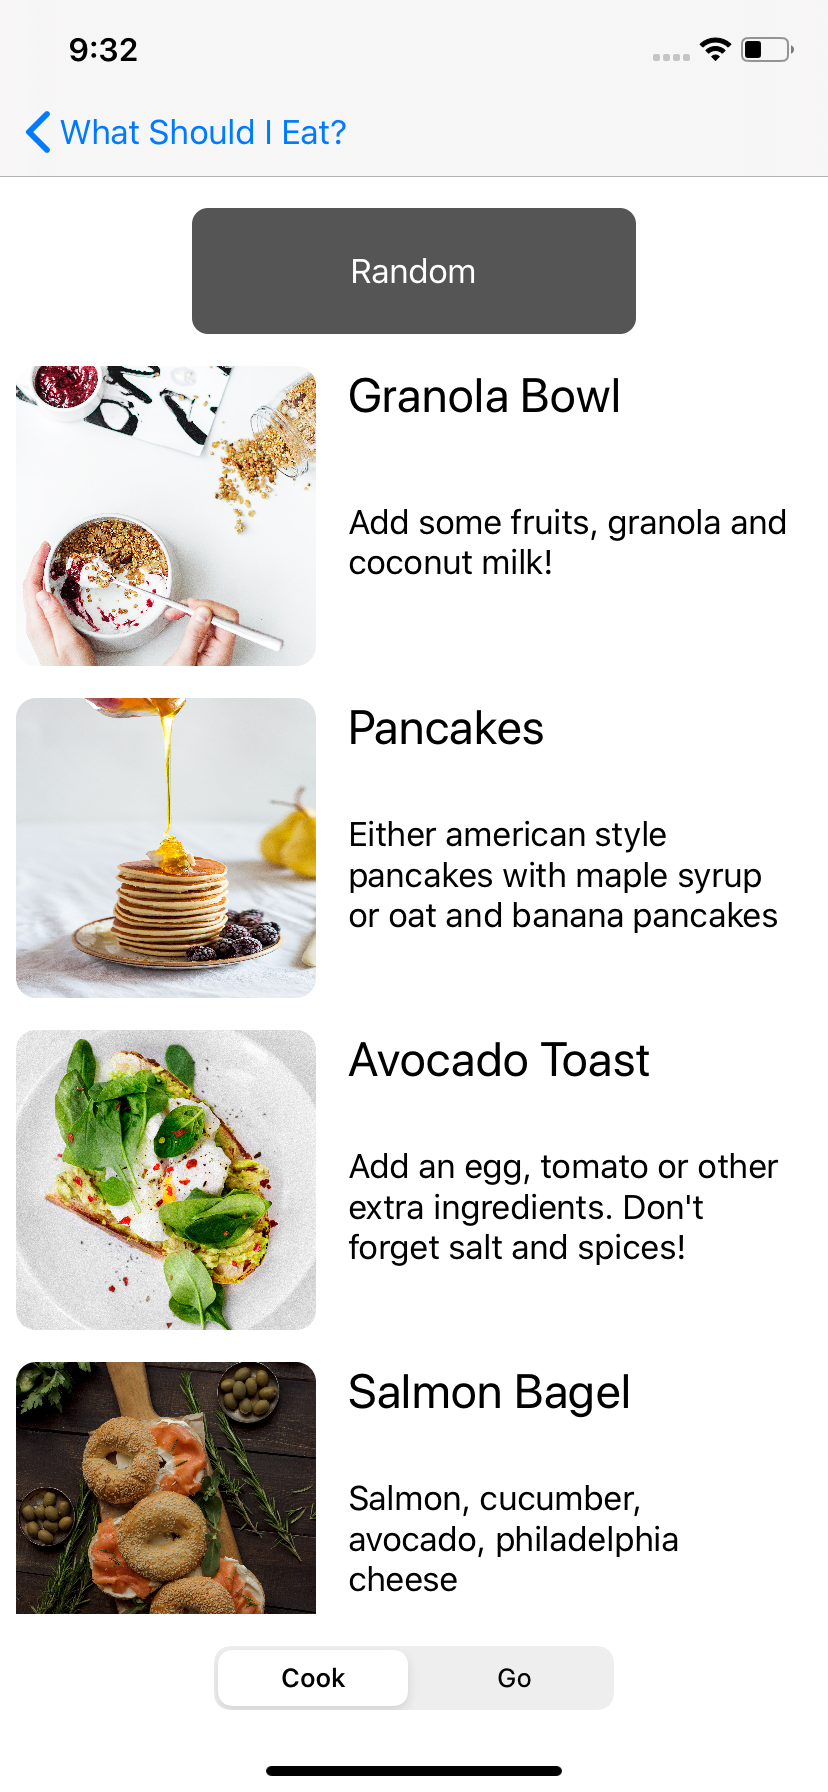 9:32
What Should I Eat?
Random
Granola Bowl
Add some fruits, granola and
coconut milk!
Pancakes
Either american style
pancakes with maple syrup
or oat and banana pancakes
Avocado Toast
Add an egg, tomato or other
extra ingredients. Don't
forget salt and spices!
Salmon Bagel
Salmon, cucumber,
avocado, philadelphia
cheese
Cook
Go